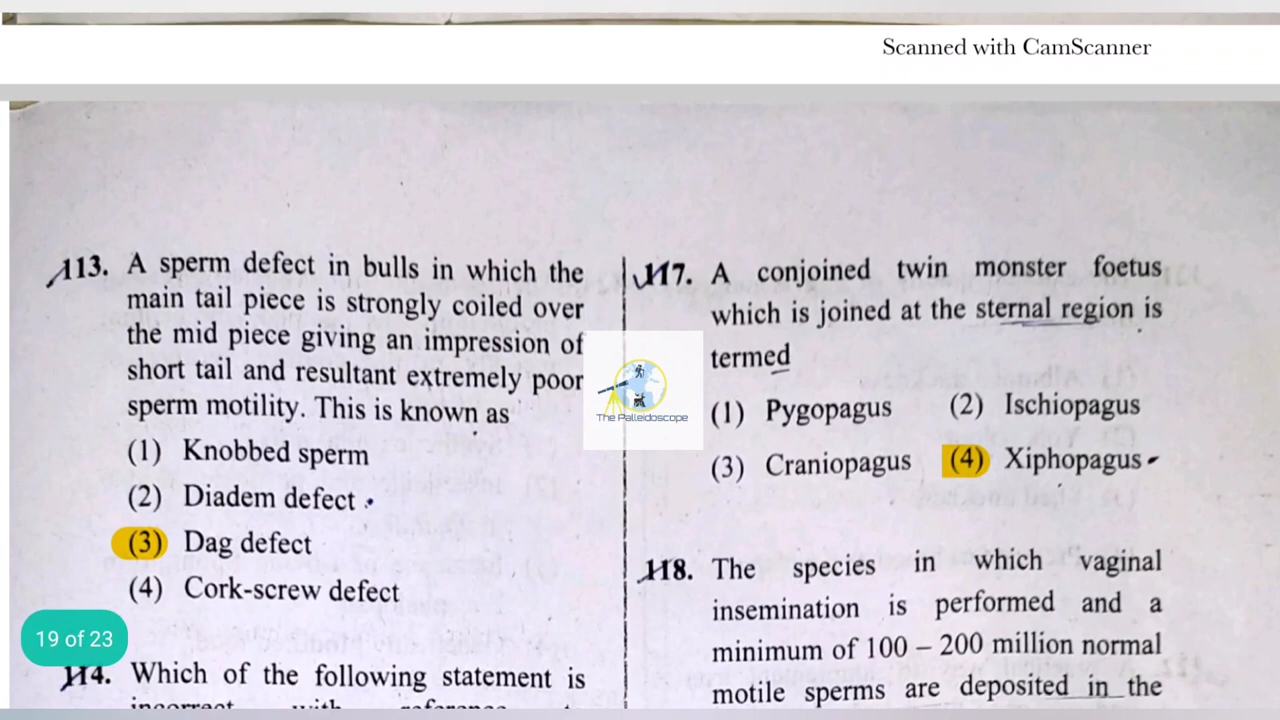 Scanned with CamScanner
113. A sperm defect in bulls in which the
main tail piece is strongly coiled over
the mid piece giving an impression of
short tail and resultant extremely poor
sperm motility. This is known as
(1) Knobbed sperm
(2) Diadem defect
(3) Dag defect
(4) Cork-screw defect
19 of 23
114. Which of the following statement is
incorrect with reference to
The Palleidoscope
117. A conjoined twin monster foetus
which is joined at the sternal region is
termed
(1) Pygopagus (2) Ischiopagus
(3) Craniopagus (4) Xiphopagus
118. The species in which vaginal
insemination is performed and a
minimum of 100 – 200 million normal
motile sperms are deposited in the